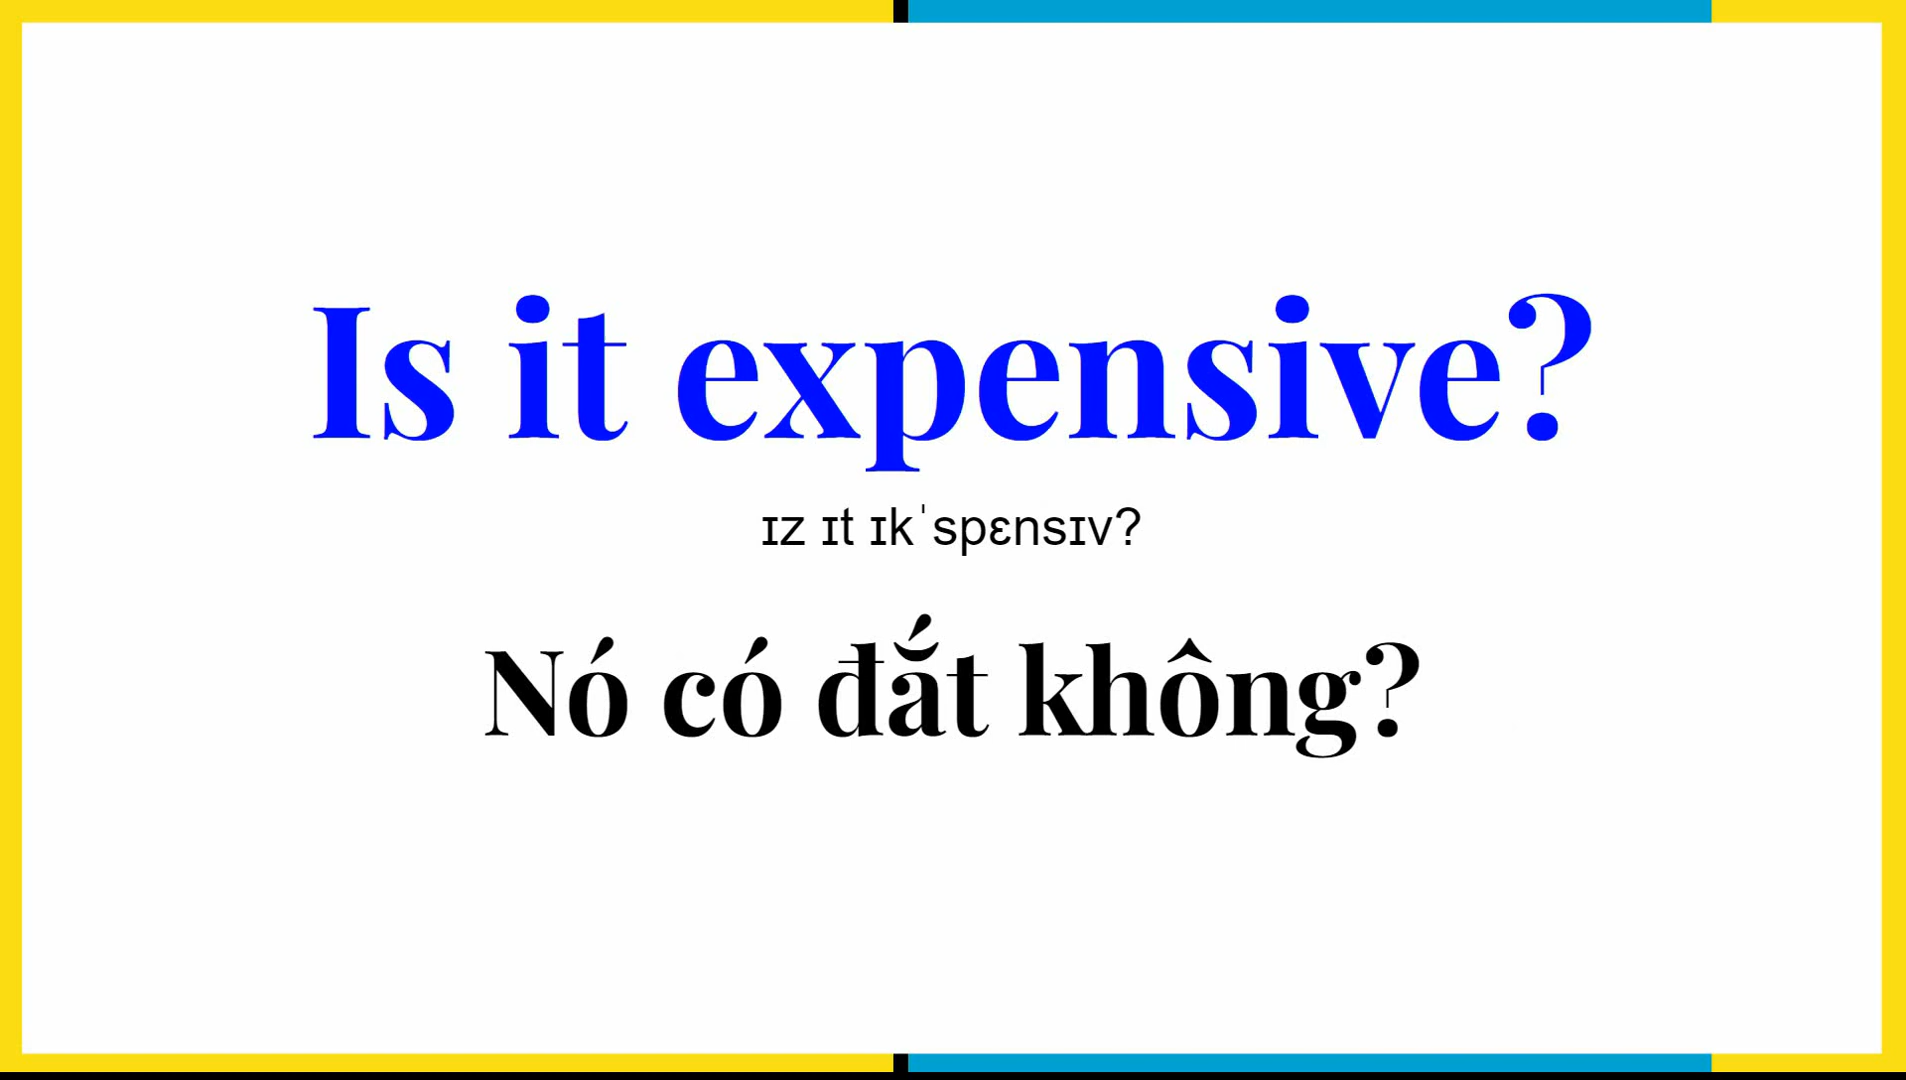 Is it expensive?
ɪz ɪt ɪkˈspɛnsɪv?
Nó có đắt không?